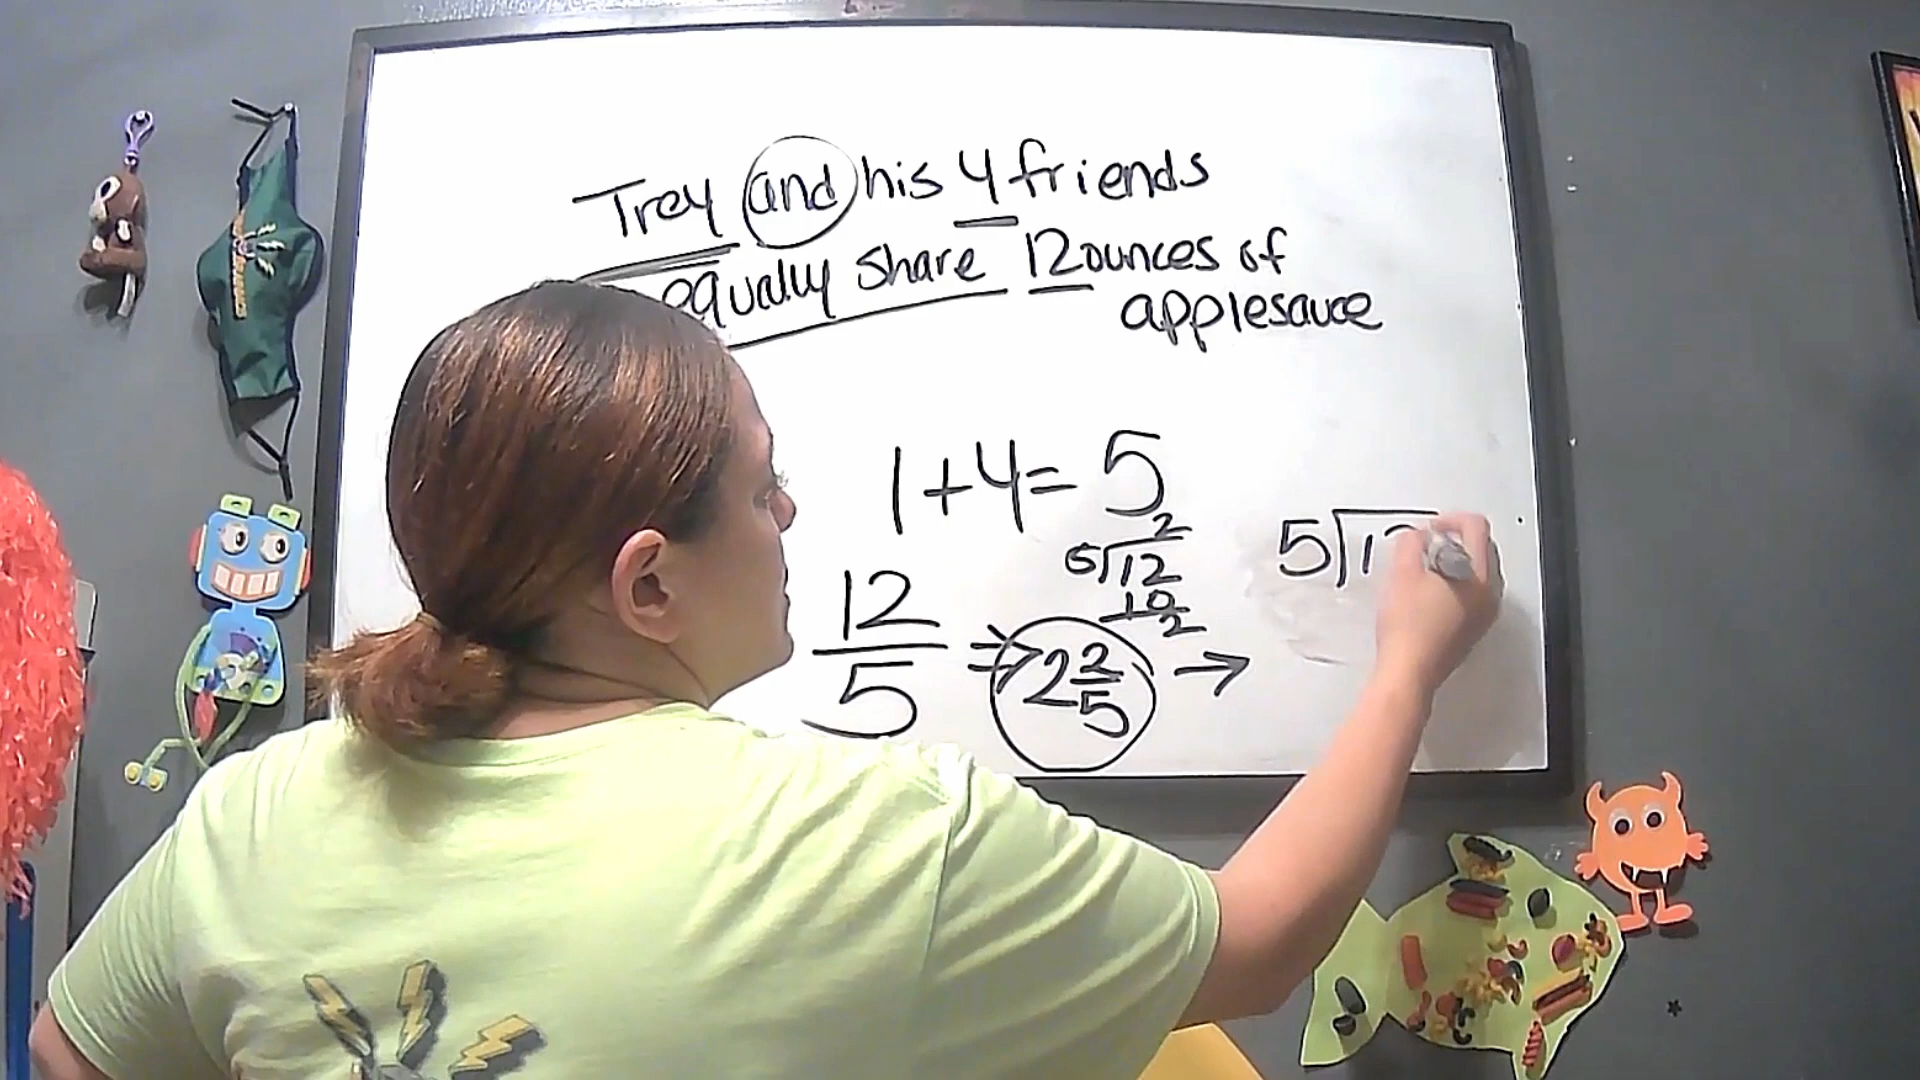 Trey and his 4 friends
equally share 12 ounces of
applesauce
1+4=5
2
5)12
10
2
12/5 ⇒ 2 2/5 →
5)12